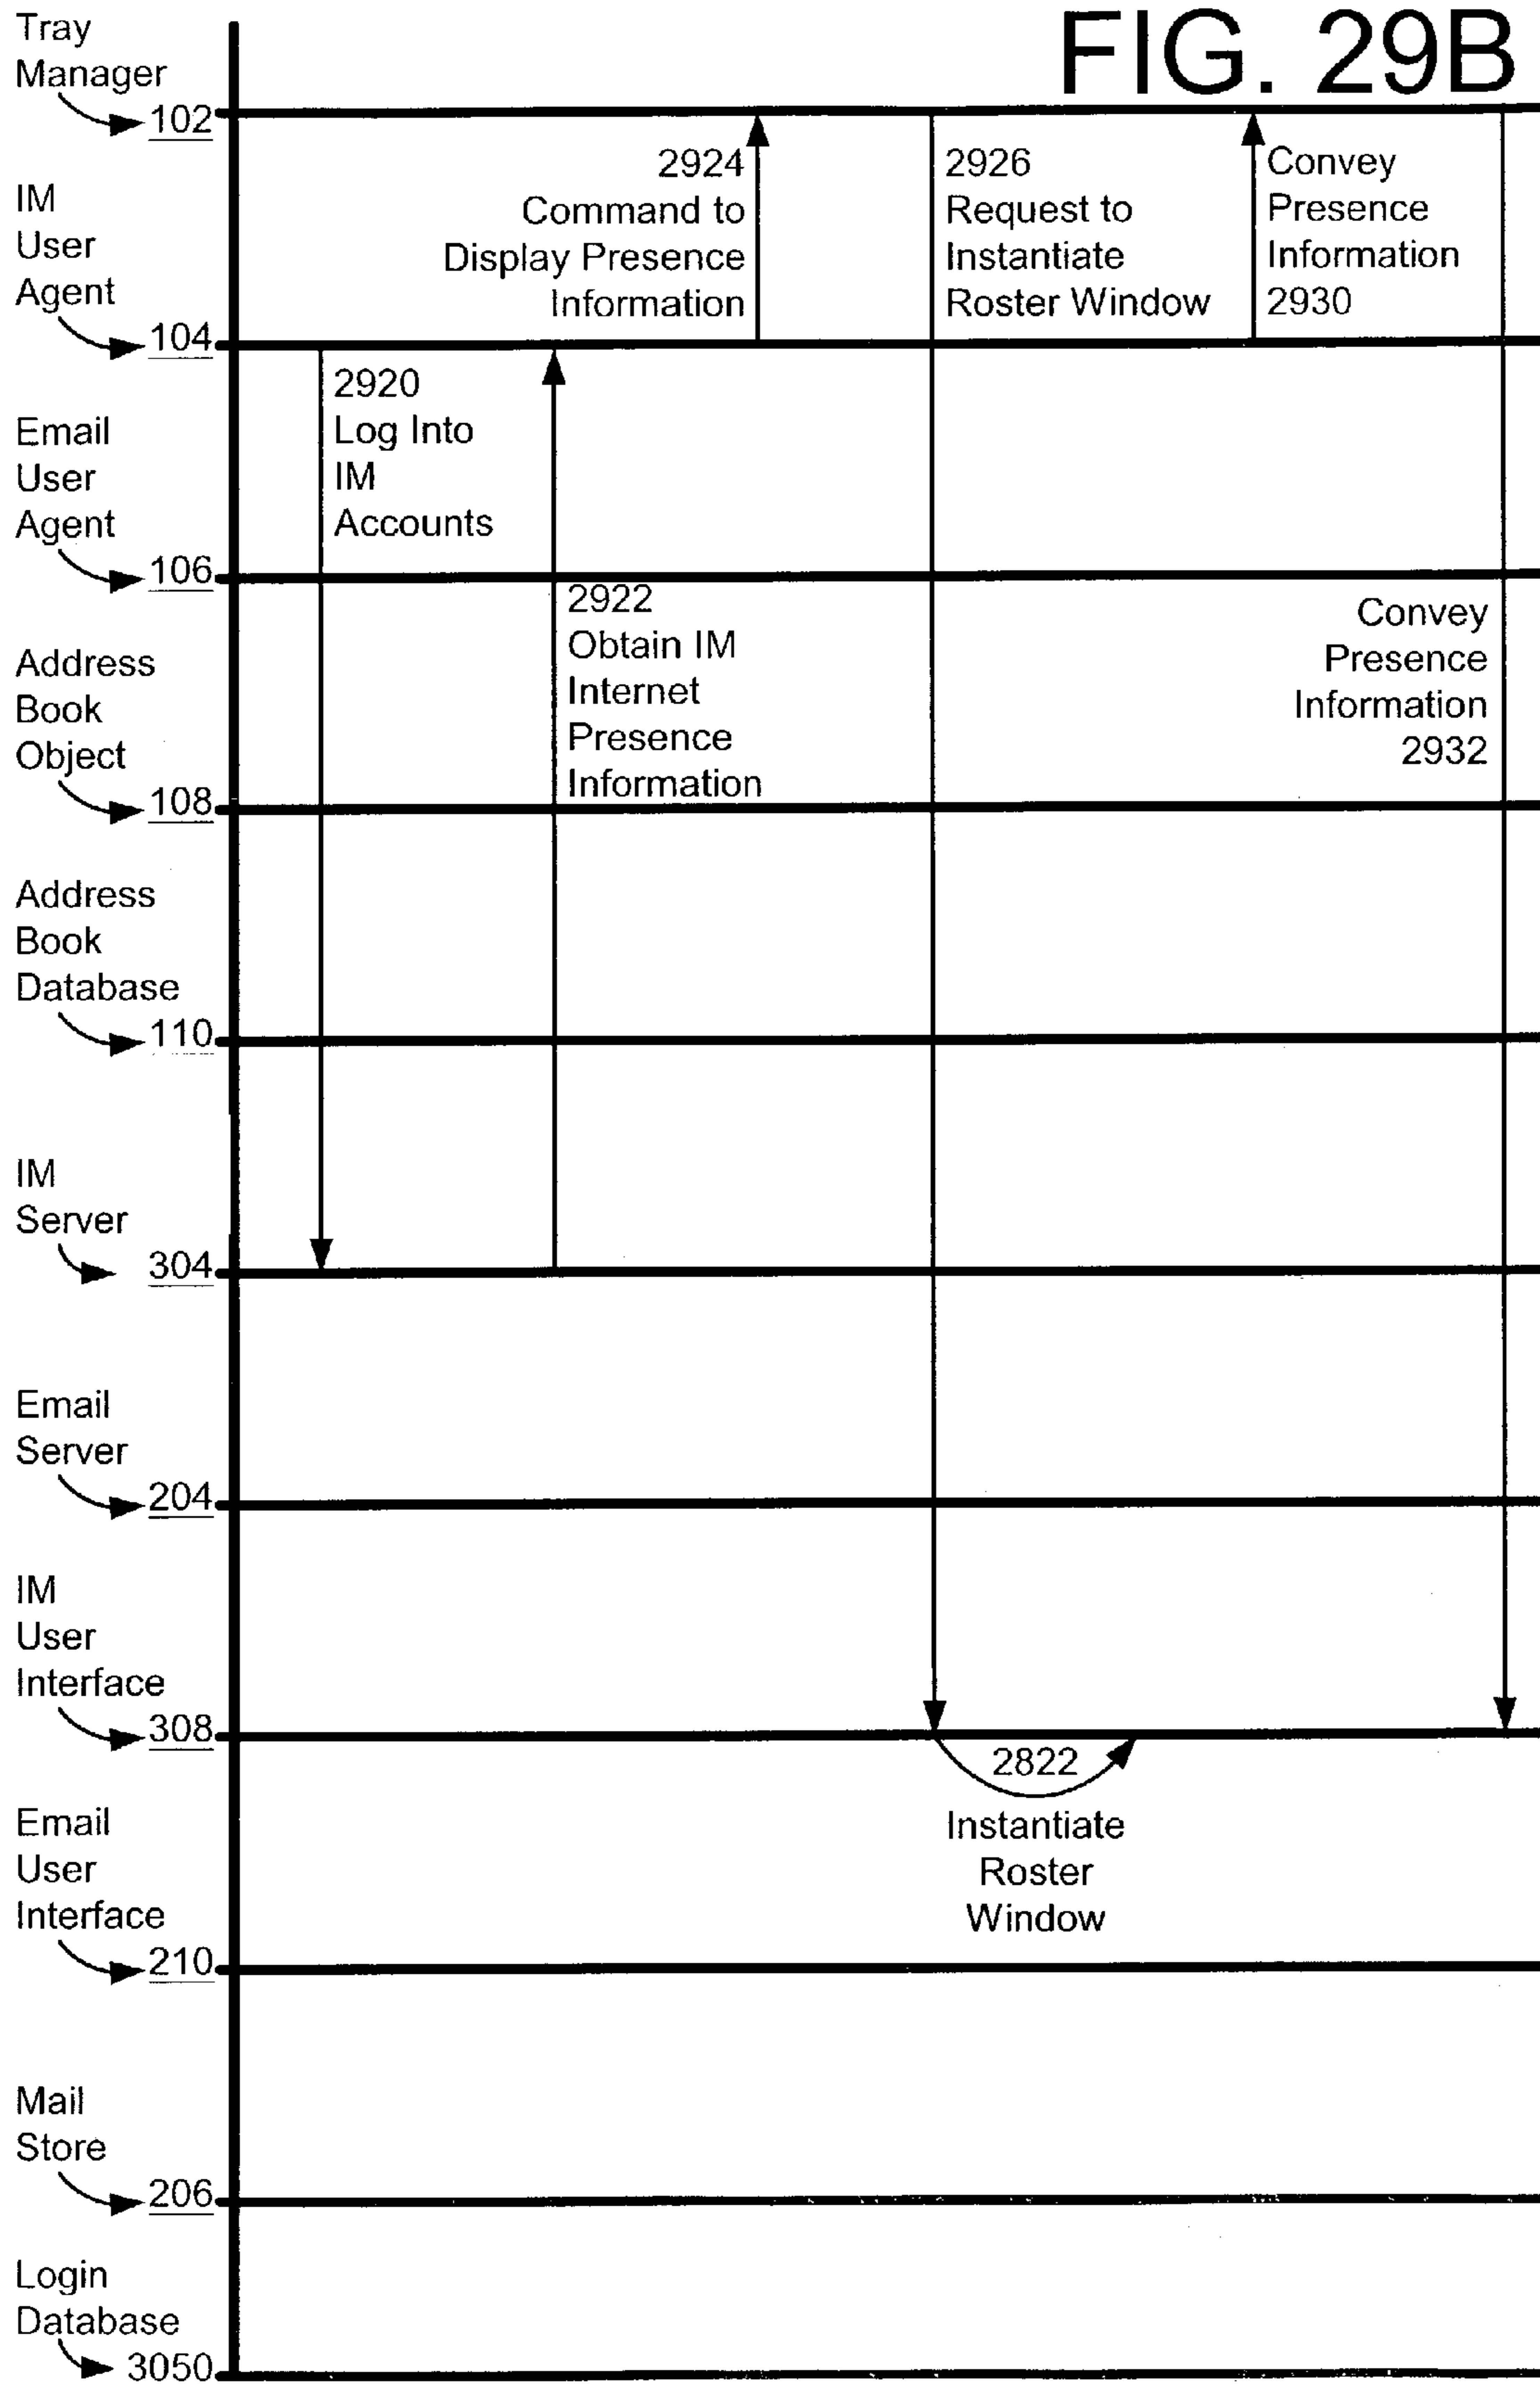 FIG. 29B
Tray
Manager
102
IM
User
Agent
104
Email
User
Agent
106
Address
Book
Object
108
Address
Book
Database
110
IM
Server
304
Email
Server
204
IM
User
Interface
308
Email
User
Interface
210
Mail
Store
206
Login
Database
3050
2920
Log Into
IM
Accounts
2922
Obtain IM
Internet
Presence
Information
2924
Command to
Display Presence
Information
2926
Request to
Instantiate
Roster Window
2822
Instantiate
Roster
Window
Convey
Presence
Information
2930
Convey
Presence
Information
2932